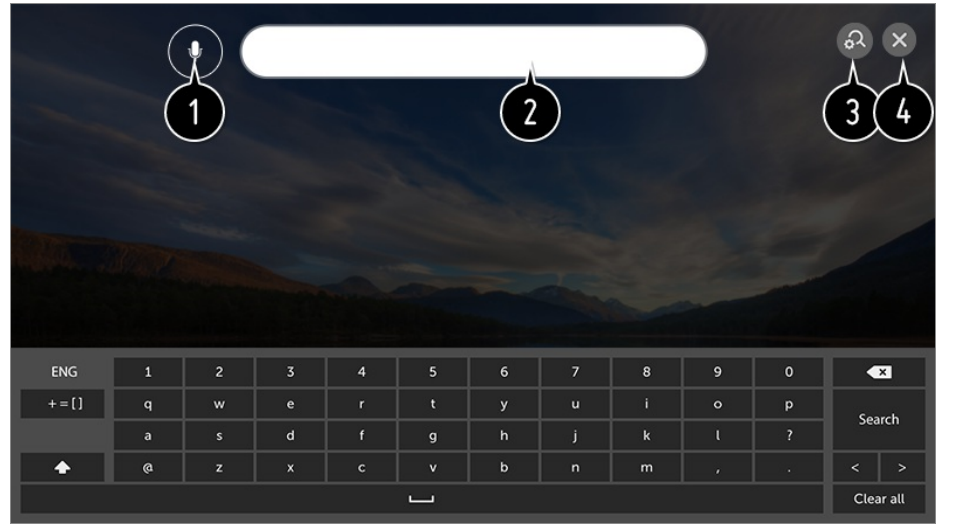 1
2
3 4
ENG 1 2 3 4 5 6 7 8 9 0
+=[] q w e r t y u i o p
Search
a s d f g h j k l ?
@ z x c v b n m , . < >
Clear all